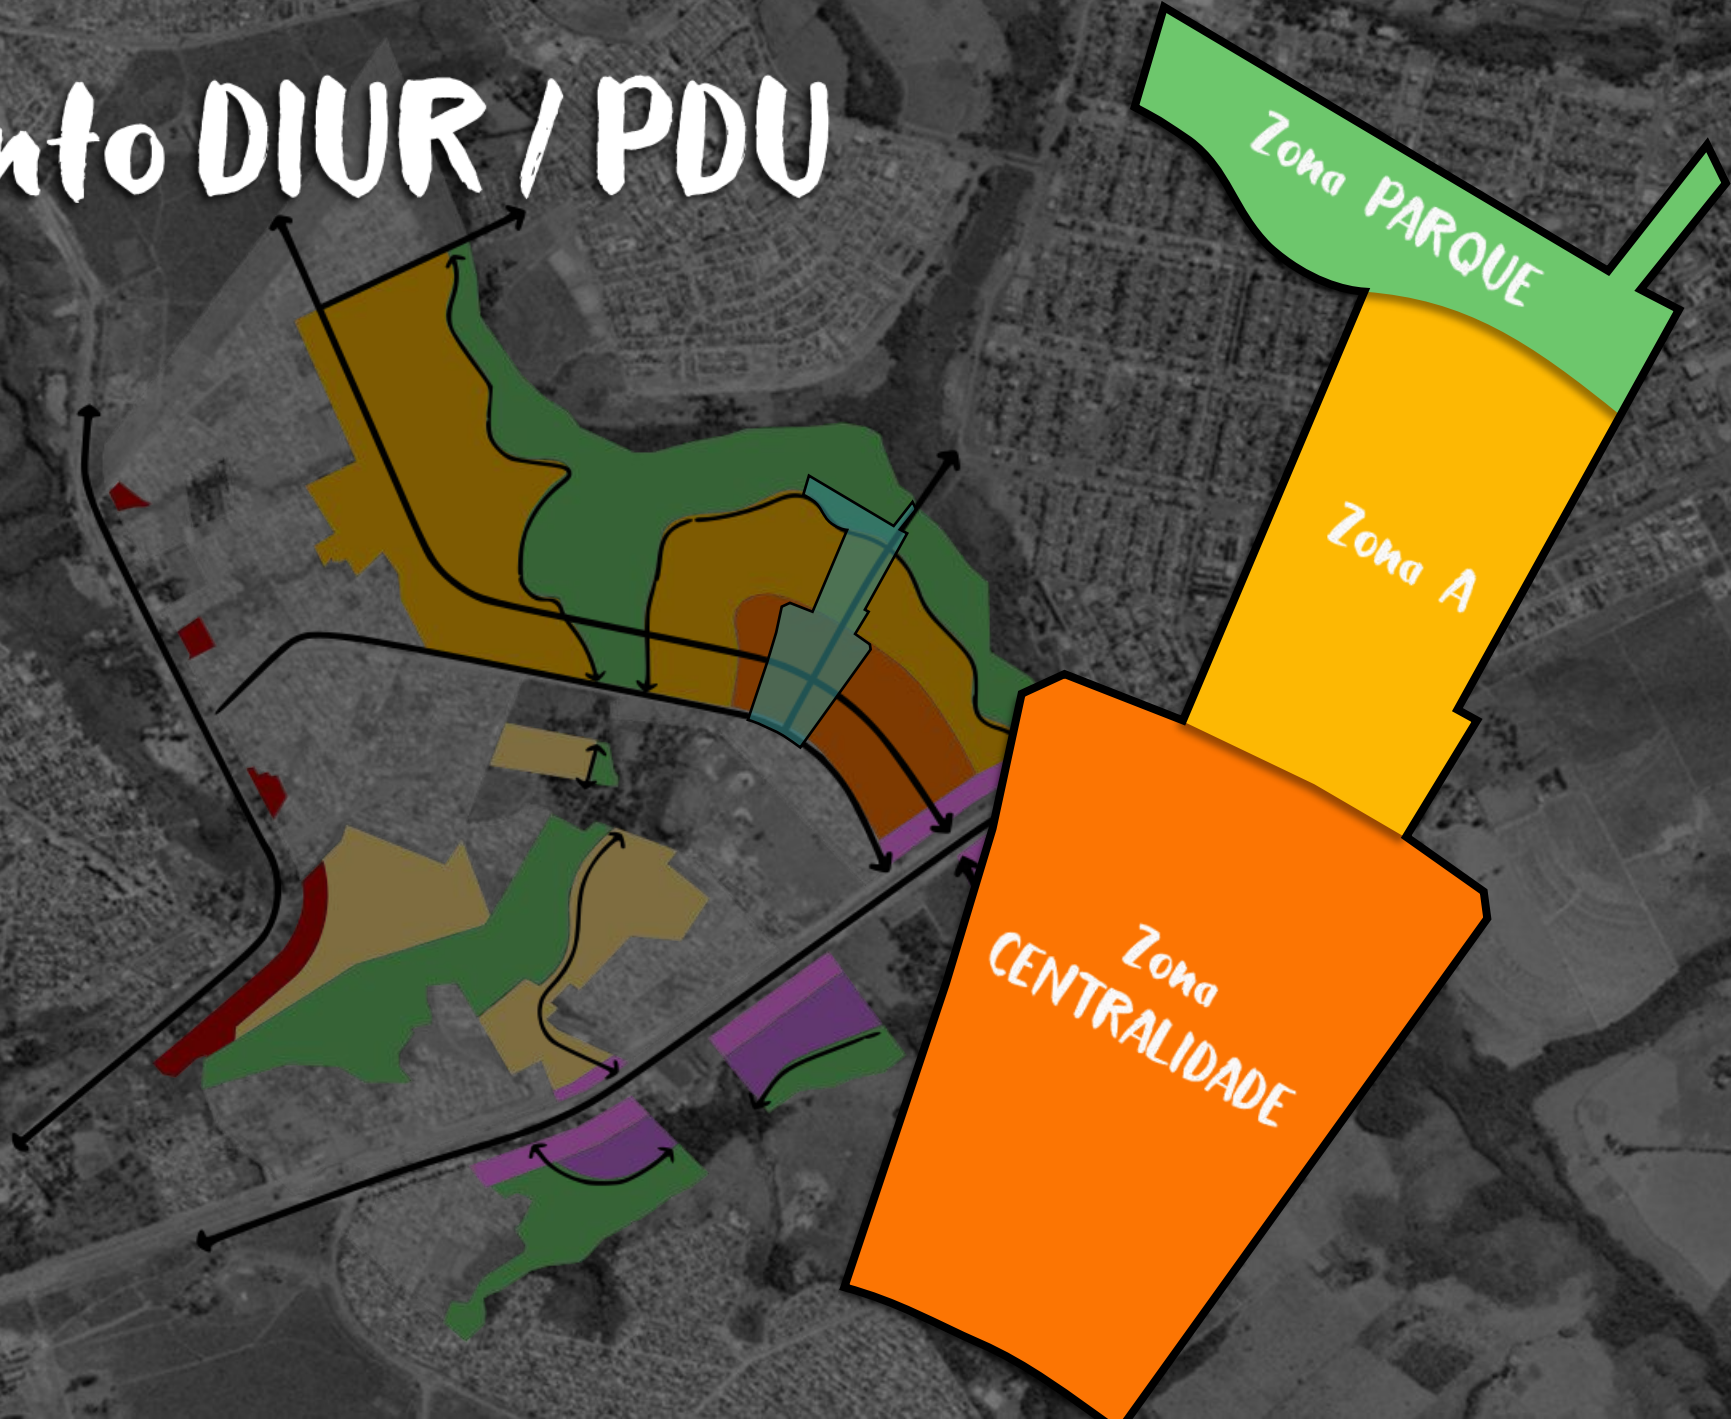 nto DIUR / PDU
Zona PARQUE
Zona A
Zona
CENTRALIDADE